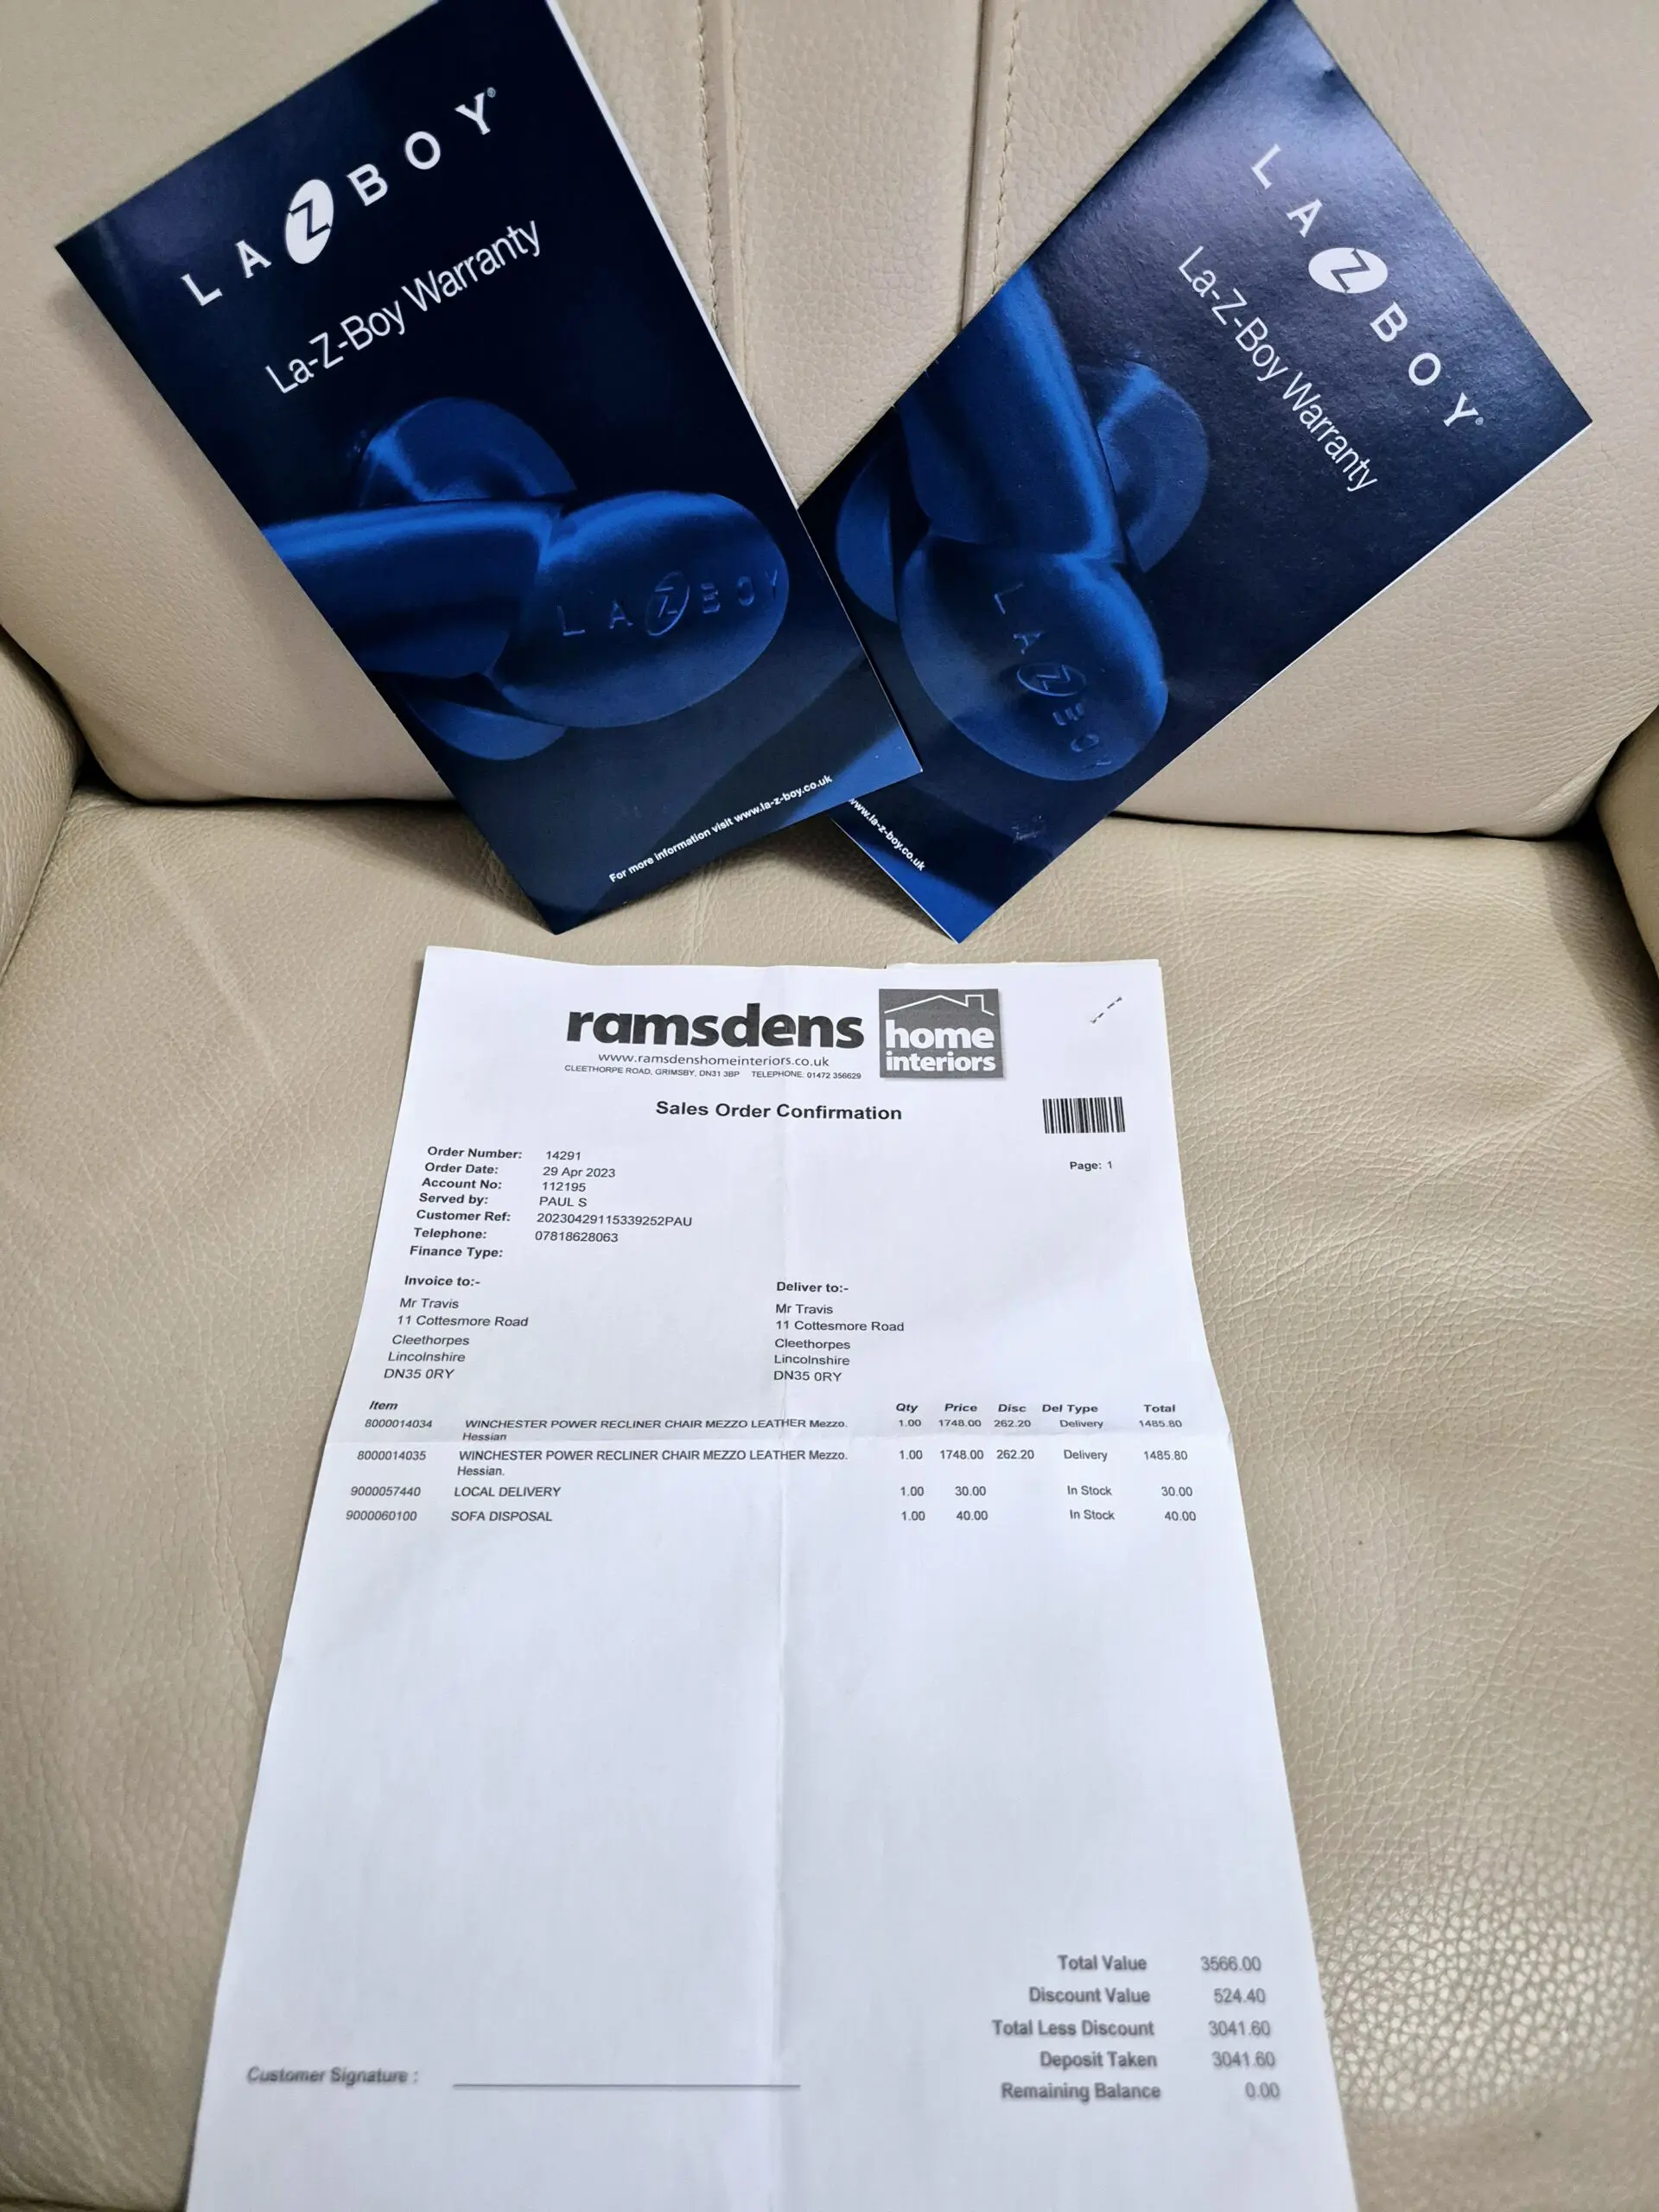 LAZBOY®
La-Z-Boy Warranty
LAZBOY
For more information visit www.la-z-boy.co.uk
LAZBOY®
La-Z-Boy Warranty
LAZBOY
www.la-z-boy.co.uk
ramsdens home interiors
www.ramsdenshomeinteriors.co.uk
CLEETHORPE ROAD, GRIMSBY, DN31 3BP TELEPHONE: 01472 356629
Sales Order Confirmation
Order Number: 14291
Order Date: 29 Apr 2023
Page: 1
Account No: 112195
Served by: PAUL S
Customer Ref: 20230429115339252PAU
Telephone: 07818628063
Finance Type:
Invoice to:- Deliver to:-
Mr Travis Mr Travis
11 Cottesmore Road 11 Cottesmore Road
Cleethorpes Cleethorpes
Lincolnshire Lincolnshire
DN35 0RY DN35 0RY
Item Qty Price Disc Del Type Total
8000014034 WINCHESTER POWER RECLINER CHAIR MEZZO LEATHER Mezzo. 1.00 1748.00 262.20 Delivery 1485.80
Hessian
8000014035 WINCHESTER POWER RECLINER CHAIR MEZZO LEATHER Mezzo. 1.00 1748.00 262.20 Delivery 1485.80
Hessian.
9000057440 LOCAL DELIVERY 1.00 30.00 In Stock 30.00
9000060100 SOFA DISPOSAL 1.00 40.00 In Stock 40.00
Total Value 3566.00
Discount Value 524.40
Total Less Discount 3041.60
Deposit Taken 3041.60
Customer Signature :
Remaining Balance 0.00